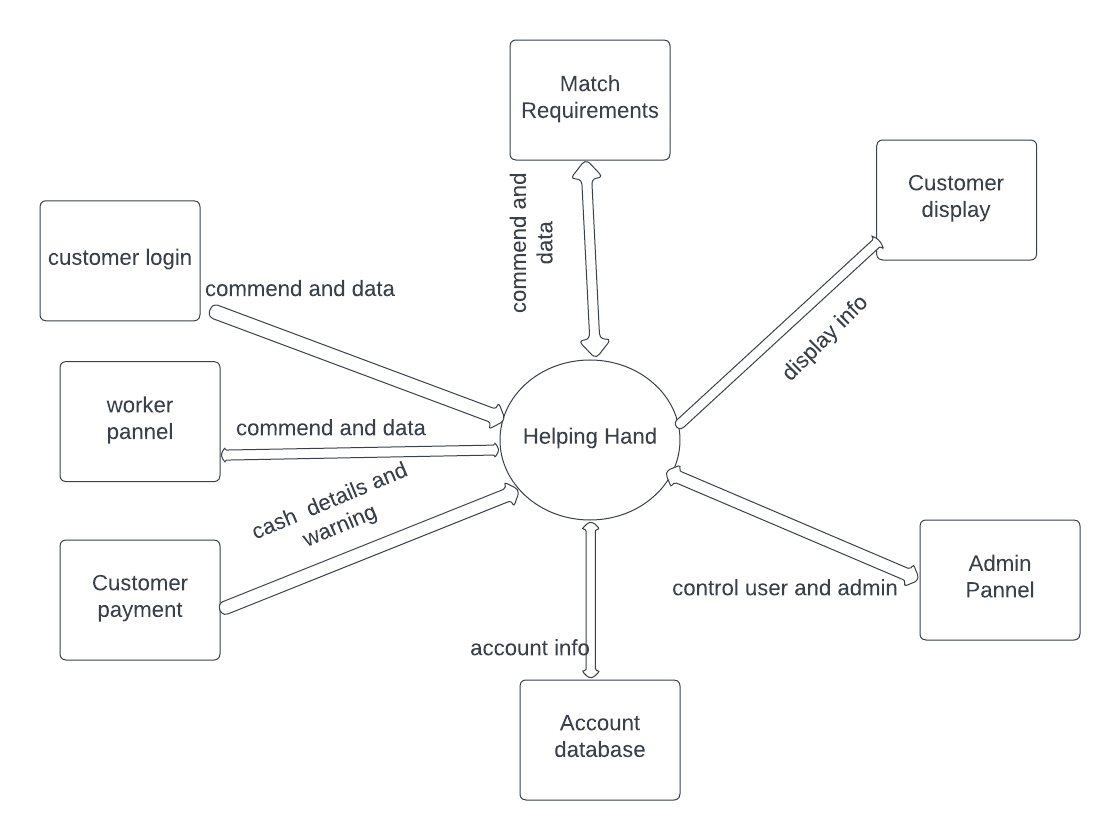 Match
Requirements
Customer
display
commend and
data
customer login
commend and data
display info
worker
pannel
commend and data
Helping Hand
cash details and
warning
Customer
payment
control user and admin
Admin
Pannel
account info
Account
database